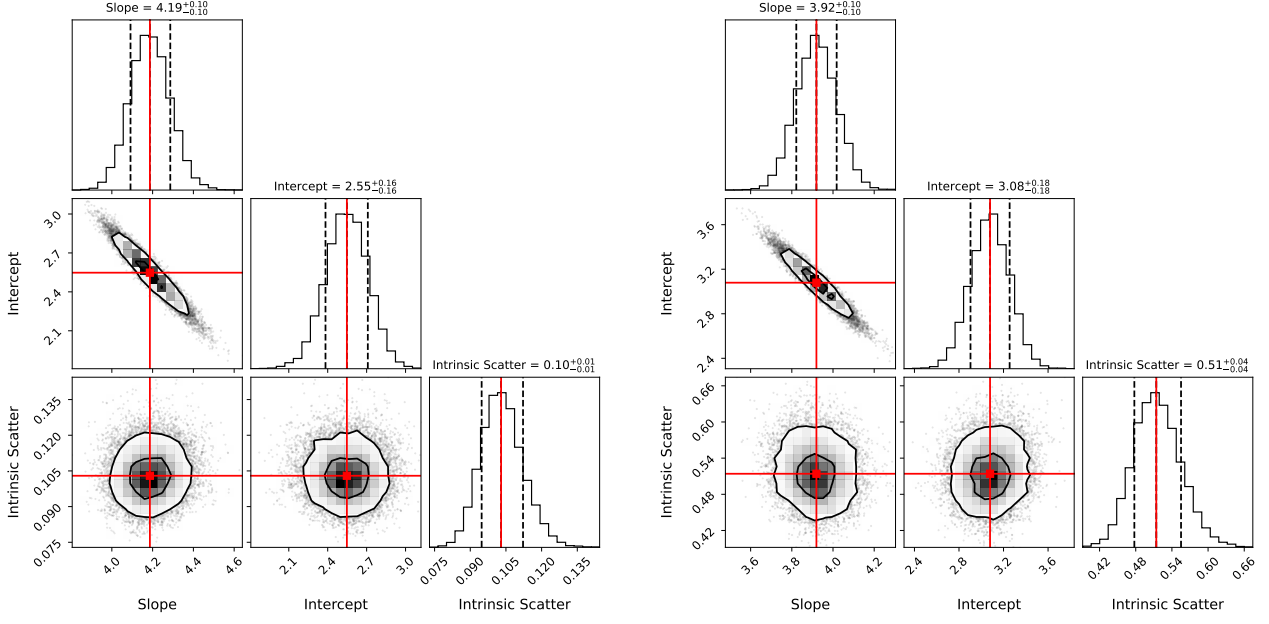 Slope = 4.19+0.10−0.10
Intercept
3.0
2.7
2.4
2.1
Intercept = 2.55+0.16−0.16
Intrinsic Scatter
0.135
0.120
0.105
0.090
0.075
Intrinsic Scatter = 0.10+0.01−0.01
4.0 4.2 4.6
2.1 2.4 2.7 3.0
0.075 0.090 0.105 0.120 0.135
Slope Intercept Intrinsic Scatter
Slope = 3.92+0.10−0.10
Intercept
3.6
3.2
2.8
2.4
Intercept = 3.08+0.18−0.18
Intrinsic Scatter
0.66
0.60
0.54
0.48
0.42
Intrinsic Scatter = 0.51+0.04−0.04
3.6 3.8 4.0 4.2
2.4 2.8 3.2 3.6
0.42 0.48 0.54 0.60 0.66
Slope Intercept Intrinsic Scatter